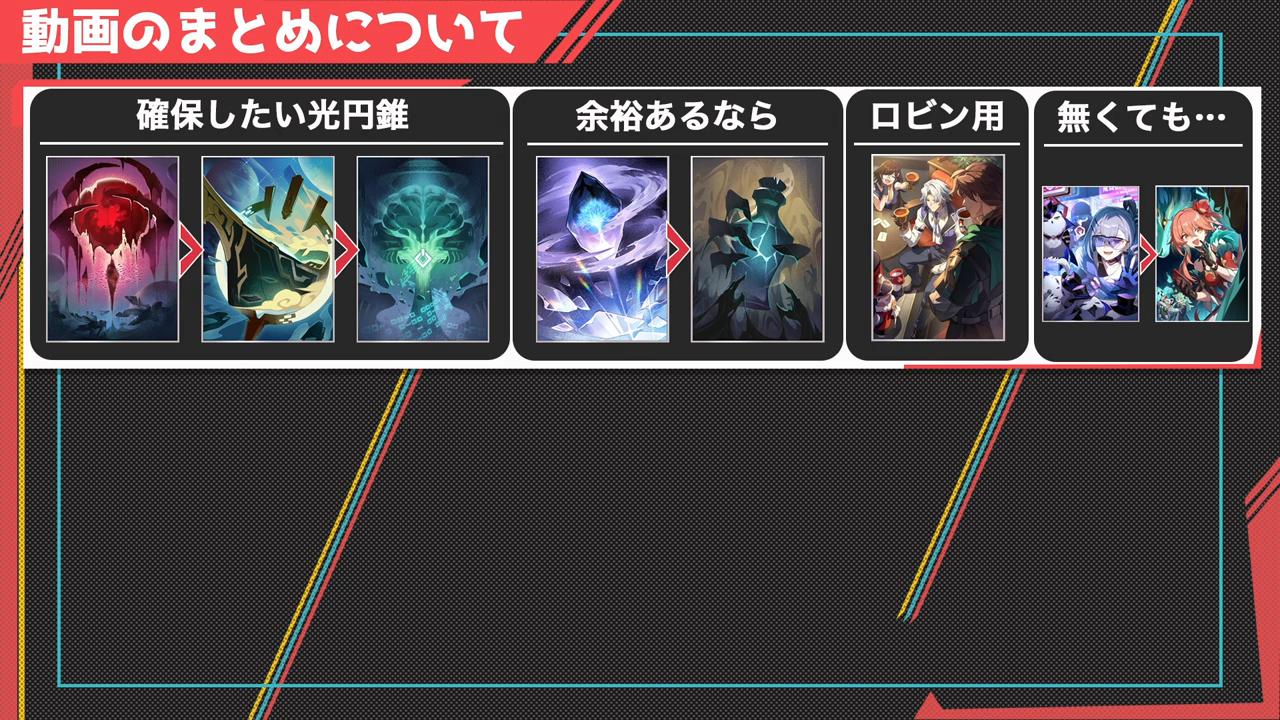 動画のまとめについて
確保したい光円錐
余裕あるなら
ロビン用
無くても…